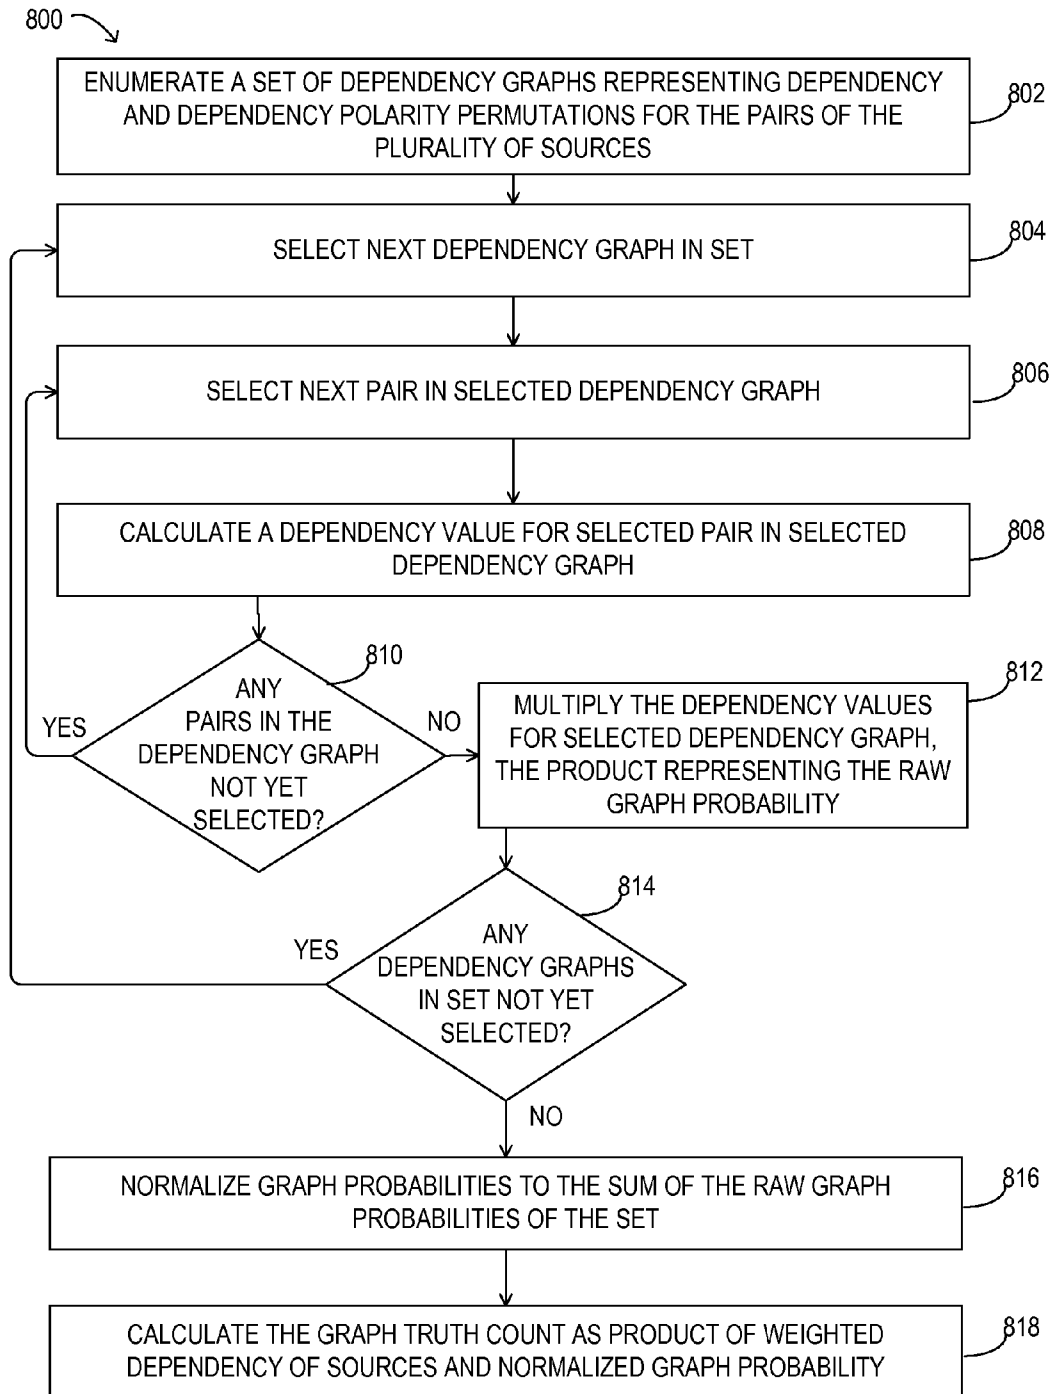 800
ENUMERATE A SET OF DEPENDENCY GRAPHS REPRESENTING DEPENDENCY
AND DEPENDENCY POLARITY PERMUTATIONS FOR THE PAIRS OF THE
PLURALITY OF SOURCES
802
SELECT NEXT DEPENDENCY GRAPH IN SET
804
SELECT NEXT PAIR IN SELECTED DEPENDENCY GRAPH
806
CALCULATE A DEPENDENCY VALUE FOR SELECTED PAIR IN SELECTED
DEPENDENCY GRAPH
808
810
ANY
PAIRS IN THE
DEPENDENCY GRAPH
NOT YET
SELECTED?
YES
NO
812
MULTIPLY THE DEPENDENCY VALUES
FOR SELECTED DEPENDENCY GRAPH,
THE PRODUCT REPRESENTING THE RAW
GRAPH PROBABILITY
814
ANY
DEPENDENCY GRAPHS
IN SET NOT YET
SELECTED?
YES
NO
NORMALIZE GRAPH PROBABILITIES TO THE SUM OF THE RAW GRAPH
PROBABILITIES OF THE SET
816
CALCULATE THE GRAPH TRUTH COUNT AS PRODUCT OF WEIGHTED
DEPENDENCY OF SOURCES AND NORMALIZED GRAPH PROBABILITY
818